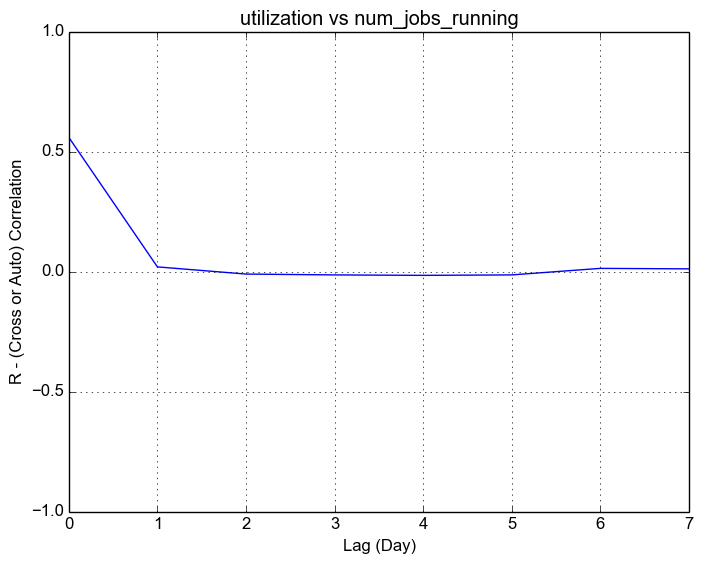 utilization vs num_jobs_running
1.0
0.5
0.0
−0.5
−1.0
R - (Cross or Auto) Correlation
0 1 2 3 4 5 6 7
Lag (Day)